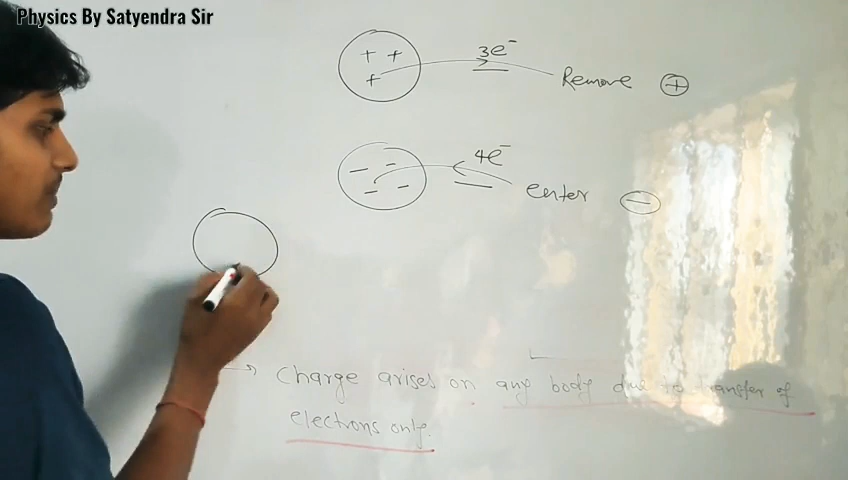 Physics By Satyendra Sir
+ +
+
3e⁻
Remove +
— —
— —
4e⁻
enter —
→ Charge arises on any body due to transfer of
electrons only.